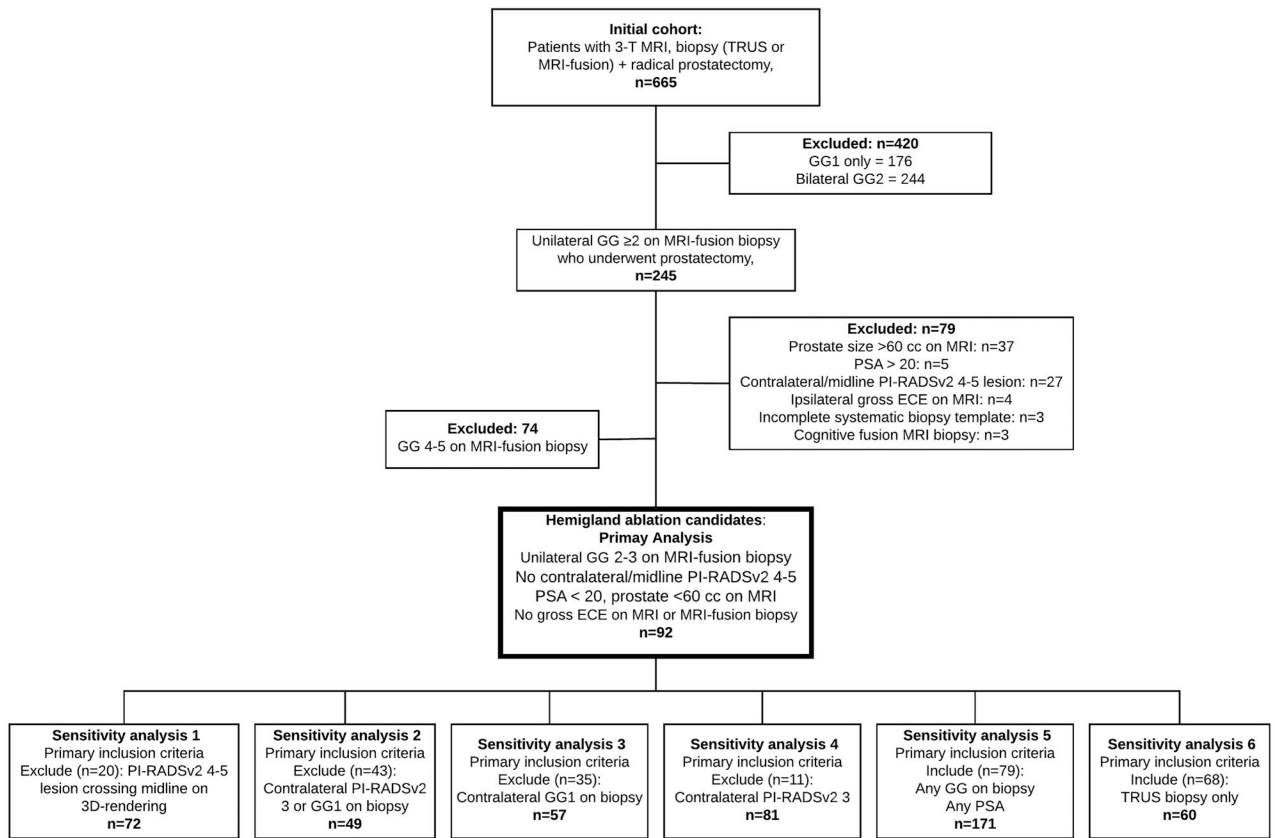 Initial cohort:
Patients with 3-T MRI, biopsy (TRUS or
MRI-fusion) + radical prostatectomy,
n=665
Excluded: n=420
GG1 only = 176
Bilateral GG2 = 244
Unilateral GG ≥2 on MRI-fusion biopsy
who underwent prostatectomy,
n=245
Excluded: n=79
Prostate size >60 cc on MRI: n=37
PSA > 20: n=5
Contralateral/midline PI-RADSv2 4-5 lesion: n=27
Ipsilateral gross ECE on MRI: n=4
Incomplete systematic biopsy template: n=3
Cognitive fusion MRI biopsy: n=3
Excluded: 74
GG 4-5 on MRI-fusion biopsy
Hemigland ablation candidates:
Primay Analysis
Unilateral GG 2-3 on MRI-fusion biopsy
No contralateral/midline PI-RADSv2 4-5
PSA < 20, prostate <60 cc on MRI
No gross ECE on MRI or MRI-fusion biopsy
n=92
Sensitivity analysis 1
Primary inclusion criteria
Exclude (n=20): PI-RADSv2 4-5
lesion crossing midline on
3D-rendering
n=72
Sensitivity analysis 2
Primary inclusion criteria
Exclude (n=43):
Contralateral PI-RADSv2
3 or GG1 on biopsy
n=49
Sensitivity analysis 3
Primary inclusion criteria
Exclude (n=35):
Contralateral GG1 on biopsy
n=57
Sensitivity analysis 4
Primary inclusion criteria
Exclude (n=11):
Contralateral PI-RADSv2 3
n=81
Sensitivity analysis 5
Primary inclusion criteria
Include (n=79):
Any GG on biopsy
Any PSA
n=171
Sensitivity analysis 6
Primary inclusion criteria
Include (n=68):
TRUS biopsy only
n=60